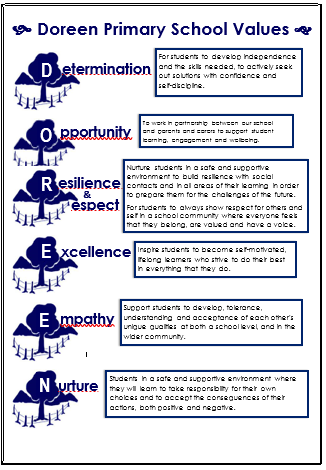 Doreen Primary School Values
Determination
For students to develop independence
and the skills needed, to actively seek
out solutions with confidence and
self-discipline.
Opportunity
To work in partnership between our school
and parents and carers to support student
learning, engagement and wellbeing.
Resilience
&
Respect
Nurture students in a safe and supportive
environment to build resilience with social
contacts and in all areas of their learning in order
to prepare them for the challenges of the future.
For students to always show respect for others and
self in a school community where everyone feels
that they belong, are valued and have a voice.
Excellence
Inspire students to become self-motivated,
lifelong learners who strive to do their best
in everything that they do.
Empathy
Support students to develop, tolerance,
understanding and acceptance of each other's
unique qualities at both a school level, and in the
wider community.
Nurture
Students in a safe and supportive environment where
they will learn to take responsibility for their own
choices and to accept the consequences of their
actions, both positive and negative.